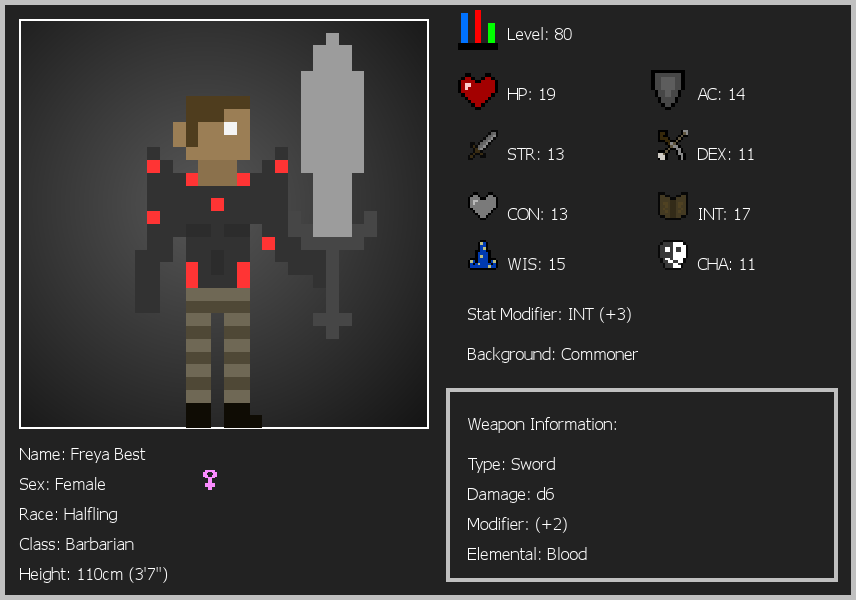 Level: 80
HP: 19
AC: 14
STR: 13
DEX: 11
CON: 13
INT: 17
WIS: 15
CHA: 11
Stat Modifier: INT (+3)
Background: Commoner
Weapon Information:
Type: Sword
Damage: d6
Modifier: (+2)
Elemental: Blood
Name: Freya Best
Sex: Female
Race: Halfling
Class: Barbarian
Height: 110cm (3'7")